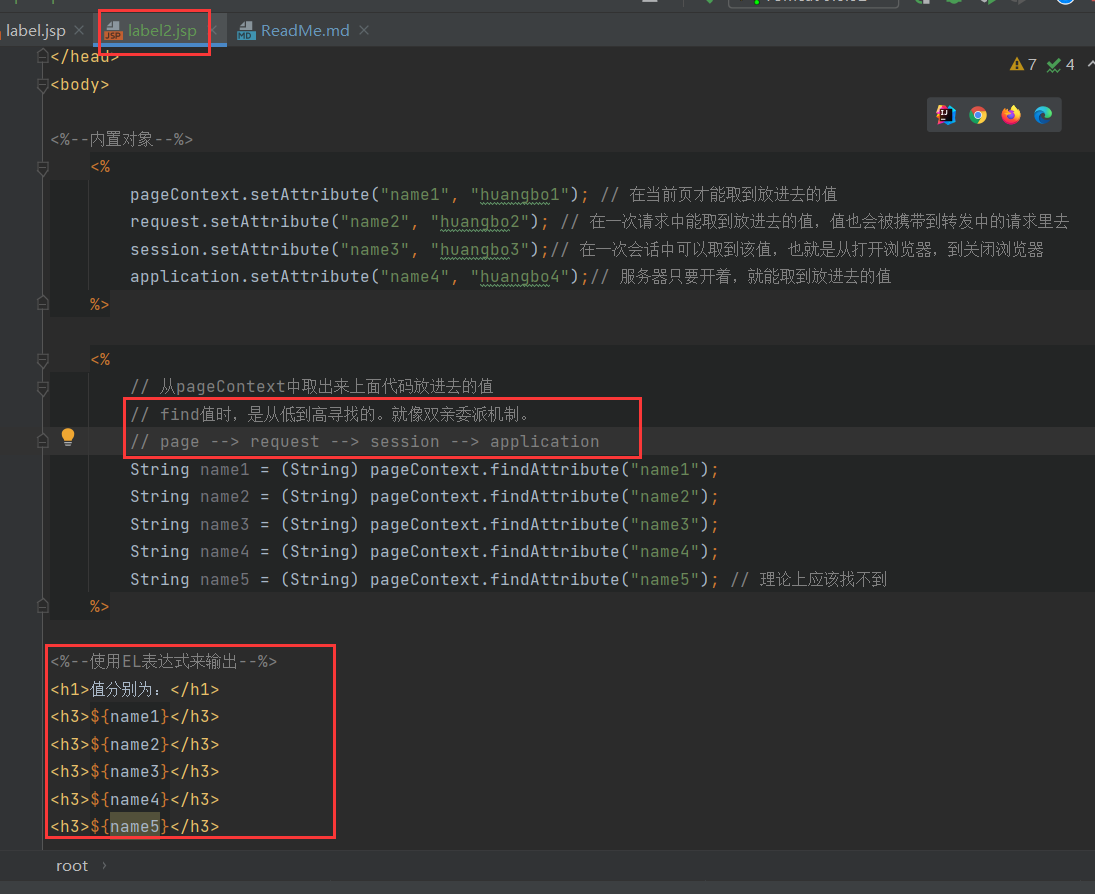 label.jsp label2.jsp ReadMe.md
</head>
7 4
<body>
<%--内置对象--%>
<%
pageContext.setAttribute("name1", "huangbo1"); // 在当前页才能取到放进去的值
request.setAttribute("name2", "huangbo2"); // 在一次请求中能取到放进去的值，值也会被携带到转发中的请求里去
session.setAttribute("name3", "huangbo3");// 在一次会话中可以取到该值，也就是从打开浏览器，到关闭浏览器
application.setAttribute("name4", "huangbo4");// 服务器只要开着，就能取到放进去的值
%>
<%
// 从pageContext中取出来上面代码放进去的值
// find值时，是从低到高寻找的。就像双亲委派机制。
// page --> request --> session --> application
String name1 = (String) pageContext.findAttribute("name1");
String name2 = (String) pageContext.findAttribute("name2");
String name3 = (String) pageContext.findAttribute("name3");
String name4 = (String) pageContext.findAttribute("name4");
String name5 = (String) pageContext.findAttribute("name5"); // 理论上应该找不到
%>
<%--使用EL表达式来输出--%>
<h1>值分别为：</h1>
<h3>${name1}</h3>
<h3>${name2}</h3>
<h3>${name3}</h3>
<h3>${name4}</h3>
<h3>${name5}</h3>
root